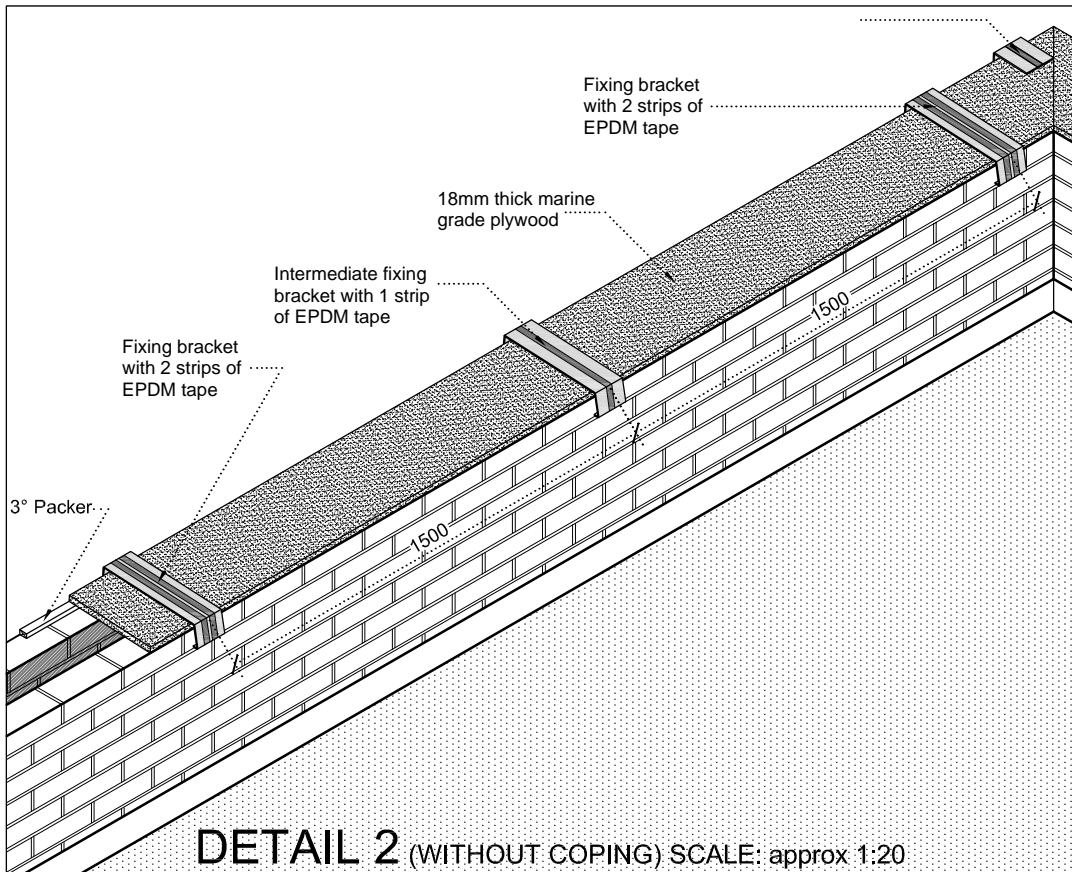 Fixing bracket
with 2 strips of
EPDM tape
18mm thick marine
grade plywood
Intermediate fixing
bracket with 1 strip
of EPDM tape
1500
Fixing bracket
with 2 strips of
EPDM tape
3° Packer
1500
DETAIL 2 (WITHOUT COPING) SCALE: approx 1:20